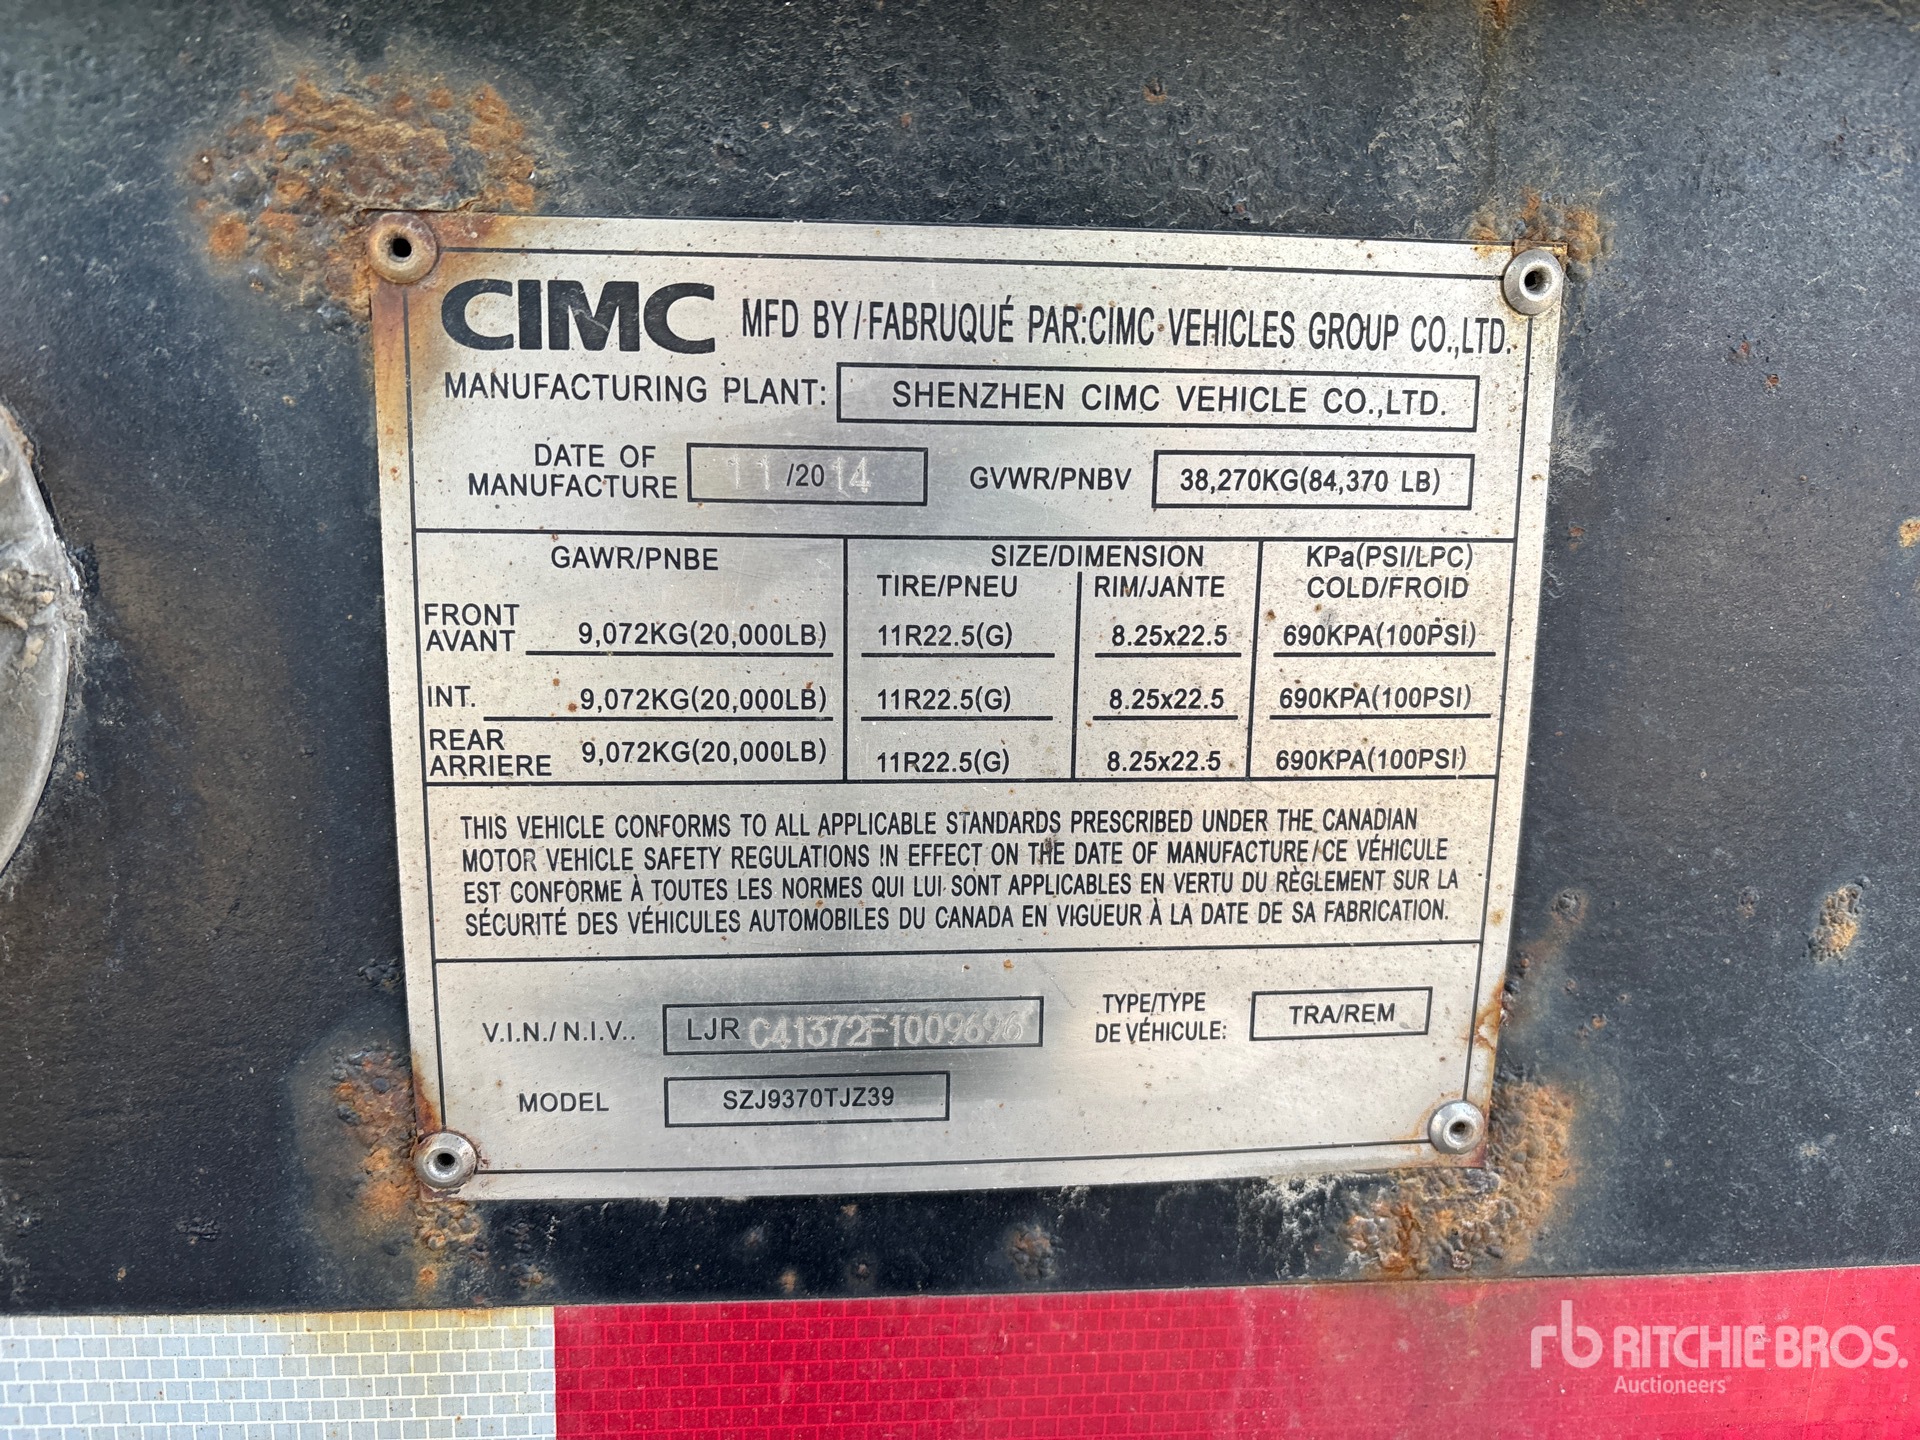 CIMC MFD BY/FABRUQUÉ PAR:CIMC VEHICLES GROUP CO.,LTD.
MANUFACTURING PLANT: SHENZHEN CIMC VEHICLE CO.,LTD.
DATE OF MANUFACTURE 11/2014 GVWR/PNBV 38,270KG(84,370 LB)
GAWR/PNBE SIZE/DIMENSION KPa(PSI/LPC)
TIRE/PNEU RIM/JANTE COLD/FROID
FRONT AVANT 9,072KG(20,000LB) 11R22.5(G) 8.25x22.5 690KPA(100PSI)
INT. 9,072KG(20,000LB) 11R22.5(G) 8.25x22.5 690KPA(100PSI)
REAR ARRIERE 9,072KG(20,000LB) 11R22.5(G) 8.25x22.5 690KPA(100PSI)
THIS VEHICLE CONFORMS TO ALL APPLICABLE STANDARDS PRESCRIBED UNDER THE CANADIAN
MOTOR VEHICLE SAFETY REGULATIONS IN EFFECT ON THE DATE OF MANUFACTURE/CE VÉHICULE
EST CONFORME À TOUTES LES NORMES QUI LUI SONT APPLICABLES EN VERTU DU RÈGLEMENT SUR LA
SÉCURITÉ DES VÉHICULES AUTOMOBILES DU CANADA EN VIGUEUR À LA DATE DE SA FABRICATION.
V.I.N./N.I.V.. LJRC41372F1009696 TYPE/TYPE DE VÉHICULE: TRA/REM
MODEL SZJ9370TJZ39
rb RITCHIE BROS.
Auctioneers